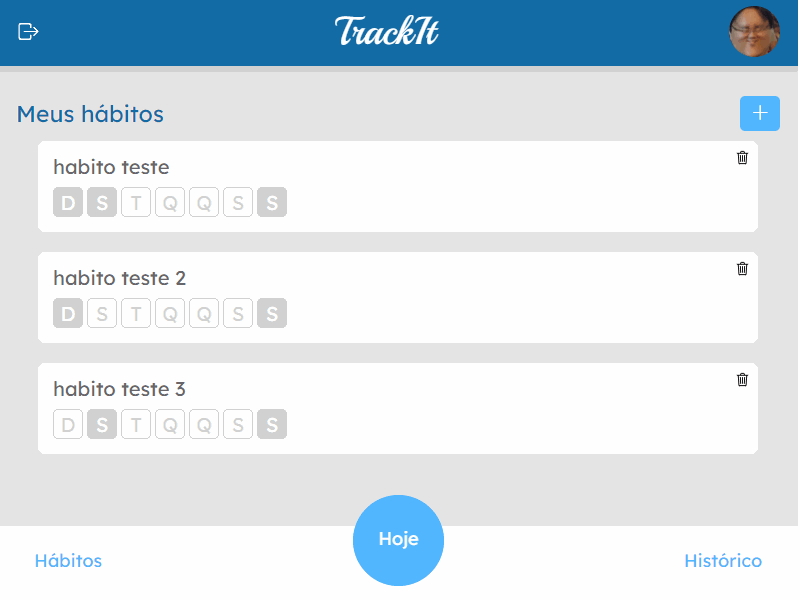 TrackIt
Meus hábitos
+
habito teste
D S T Q Q S S
habito teste 2
D S T Q Q S S
habito teste 3
D S T Q Q S S
Hoje
Hábitos
Histórico